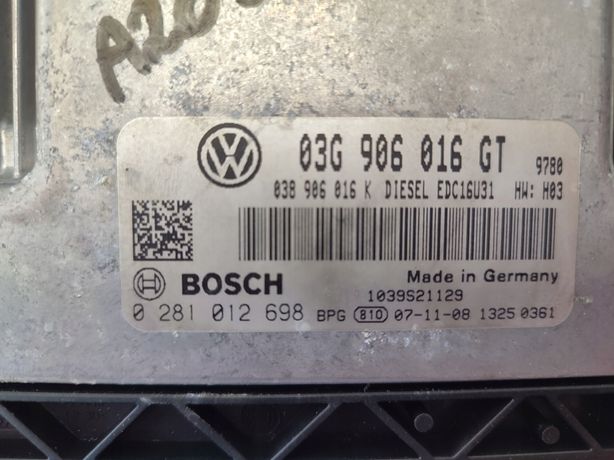 03G 906 016 GT 9780
038 906 016 K DIESEL EDC16U31 HW: H03
BOSCH Made in Germany
1039S21129
0 281 012 698 BPG 810 07-11-08 1325 0361